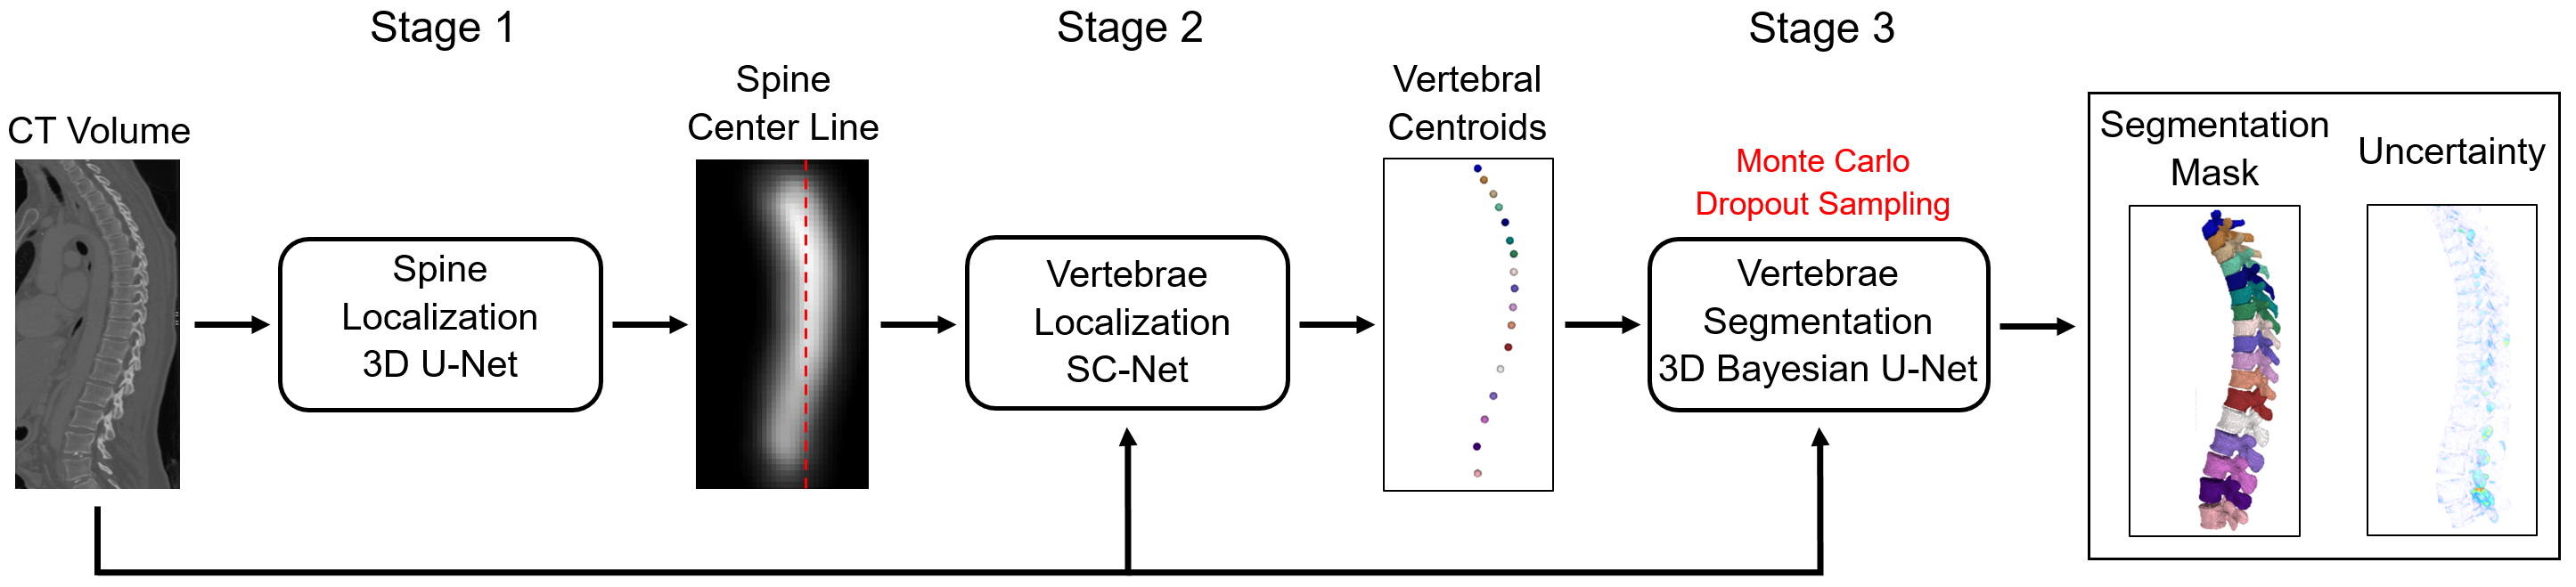 Stage 1
Stage 2
Stage 3
CT Volume
Spine
Localization
3D U-Net
Spine
Center Line
Vertebrae
Localization
SC-Net
Vertebral
Centroids
Monte Carlo
Dropout Sampling
Vertebrae
Segmentation
3D Bayesian U-Net
Segmentation
Mask
Uncertainty